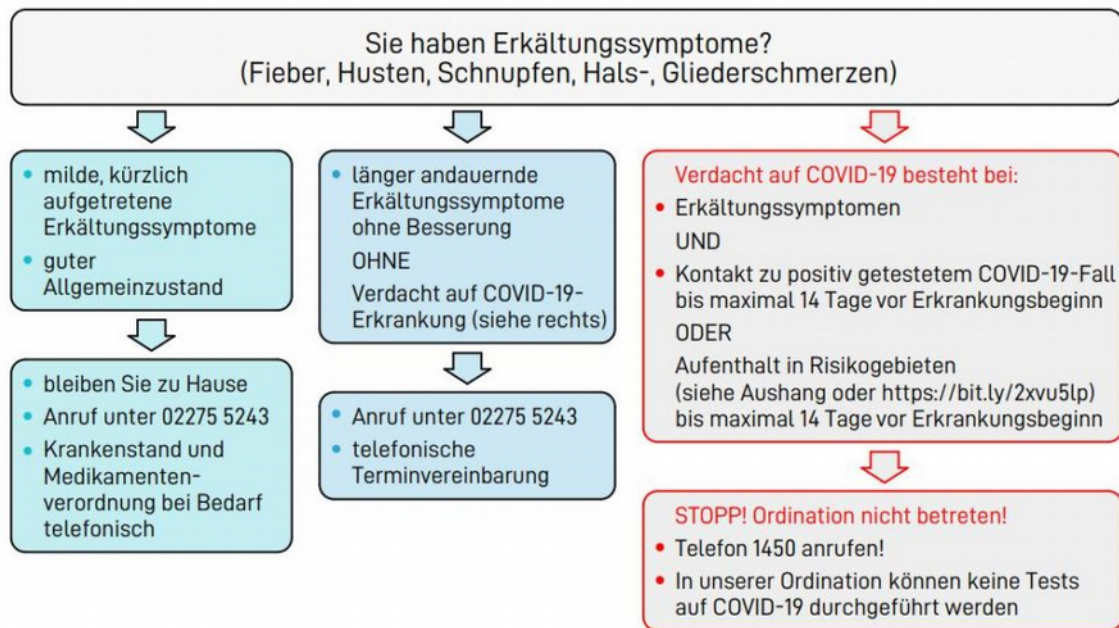 Sie haben Erkältungssymptome?
(Fieber, Husten, Schnupfen, Hals-, Gliederschmerzen)
milde, kürzlich
aufgetretene
Erkältungssymptome
guter
Allgemeinzustand
bleiben Sie zu Hause
Anruf unter 02275 5243
Krankenstand und
Medikamenten-
verordnung bei Bedarf
telefonisch
länger andauernde
Erkältungssymptome
ohne Besserung
OHNE
Verdacht auf COVID-19-
Erkrankung (siehe rechts)
Anruf unter 02275 5243
telefonische
Terminvereinbarung
Verdacht auf COVID-19 besteht bei:
Erkältungssymptomen
UND
Kontakt zu positiv getestetem COVID-19-Fall
bis maximal 14 Tage vor Erkrankungsbeginn
ODER
Aufenthalt in Risikogebieten
(siehe Aushang oder https://bit.ly/2xvu5lp)
bis maximal 14 Tage vor Erkrankungsbeginn
STOPP! Ordination nicht betreten!
Telefon 1450 anrufen!
In unserer Ordination können keine Tests
auf COVID-19 durchgeführt werden